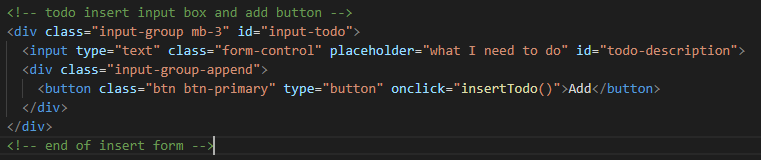 <!-- todo insert input box and add button -->
<div class="input-group mb-3" id="input-todo">
  <input type="text" class="form-control" placeholder="what I need to do" id="todo-description">
  <div class="input-group-append">
    <button class="btn btn-primary" type="button" onclick="insertTodo()">Add</button>
  </div>
</div>
<!-- end of insert form -->